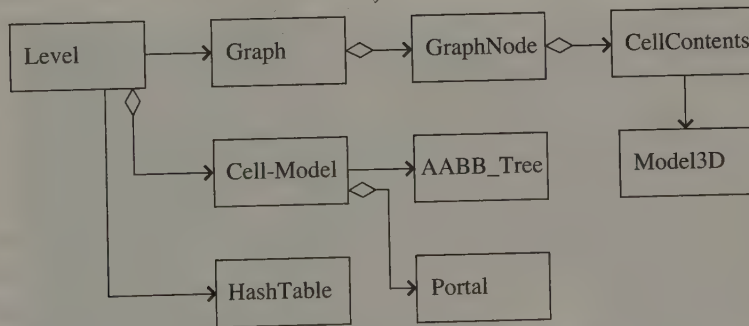 Level
Graph
GraphNode
CellContents
Cell-Model
AABB_Tree
Model3D
HashTable
Portal